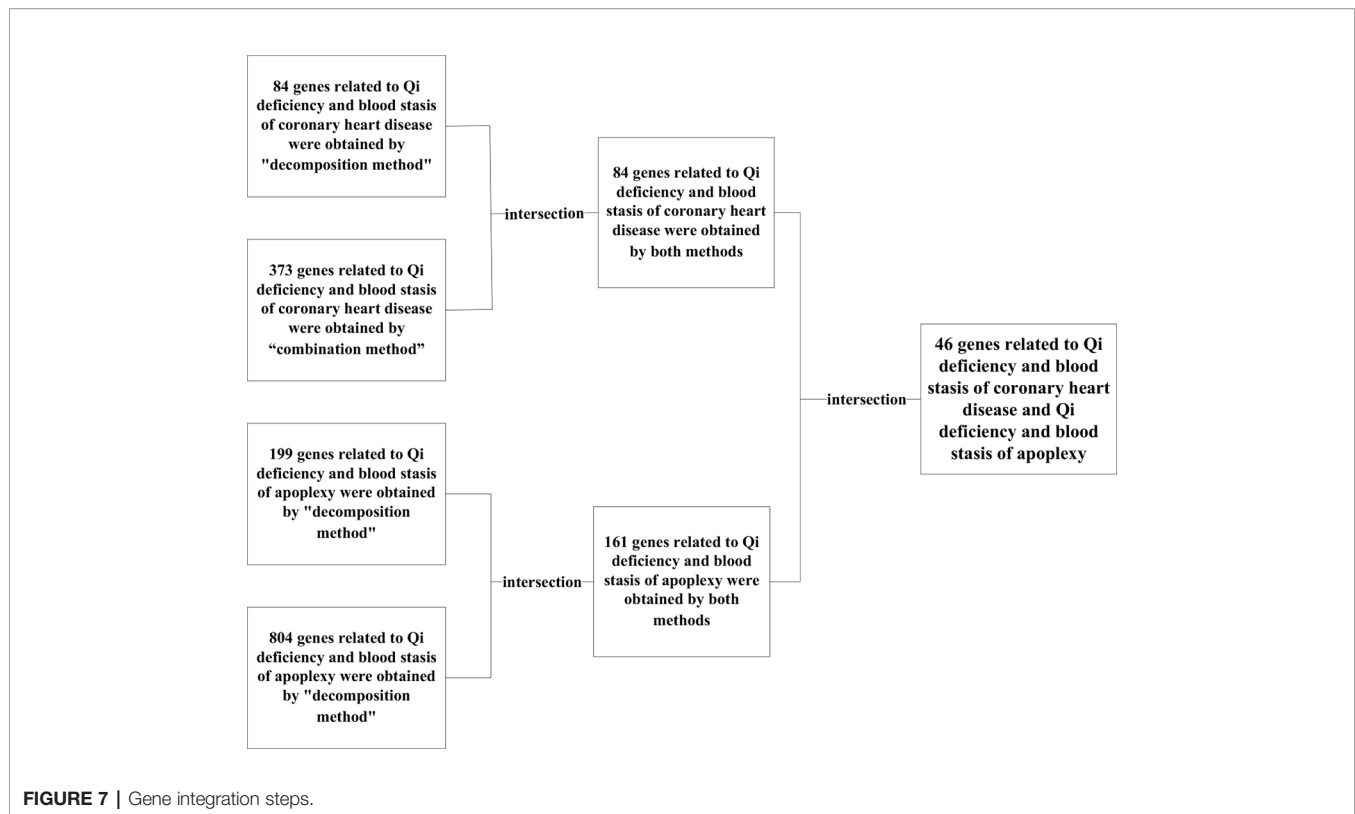 84 genes related to Qi
deficiency and blood stasis
of coronary heart disease
were obtained by
"decomposition method"
373 genes related to Qi
deficiency and blood stasis
of coronary heart disease
were obtained by
“combination method”
199 genes related to Qi
deficiency and blood stasis
of apoplexy were obtained
by "decomposition
method"
804 genes related to Qi
deficiency and blood stasis
of apoplexy were obtained
by "decomposition
method"
intersection
intersection
84 genes related to Qi
deficiency and blood
stasis of coronary heart
disease were obtained
by both methods
161 genes related to Qi
deficiency and blood
stasis of apoplexy were
obtained by both
methods
intersection
46 genes related to Qi
deficiency and blood
stasis of coronary heart
disease and Qi
deficiency and blood
stasis of apoplexy
FIGURE 7 | Gene integration steps.